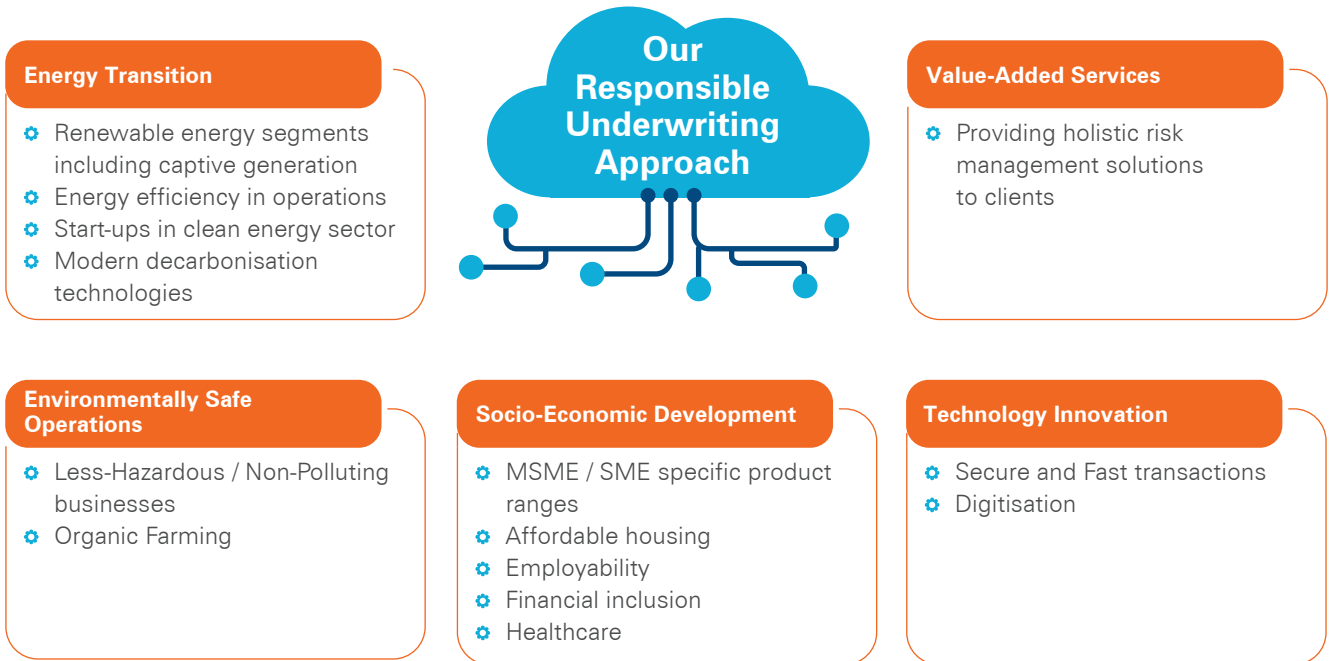 Our
Responsible
Underwriting
Approach
Energy Transition
Renewable energy segments
including captive generation
Energy efficiency in operations
Start-ups in clean energy sector
Modern decarbonisation
technologies
Value-Added Services
Providing holistic risk
management solutions
to clients
Environmentally Safe
Operations
Less-Hazardous / Non-Polluting
businesses
Organic Farming
Socio-Economic Development
MSME / SME specific product
ranges
Affordable housing
Employability
Financial inclusion
Healthcare
Technology Innovation
Secure and Fast transactions
Digitisation